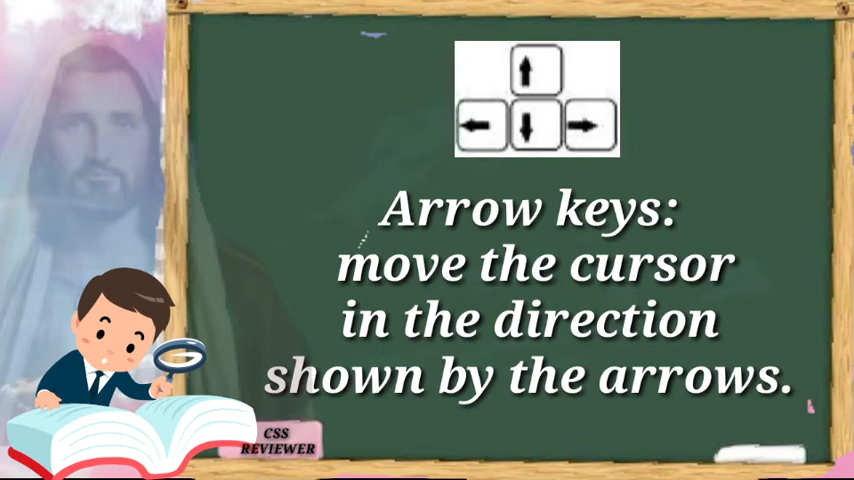 Arrow keys:
move the cursor
in the direction
shown by the arrows.
CSS
REVIEWER